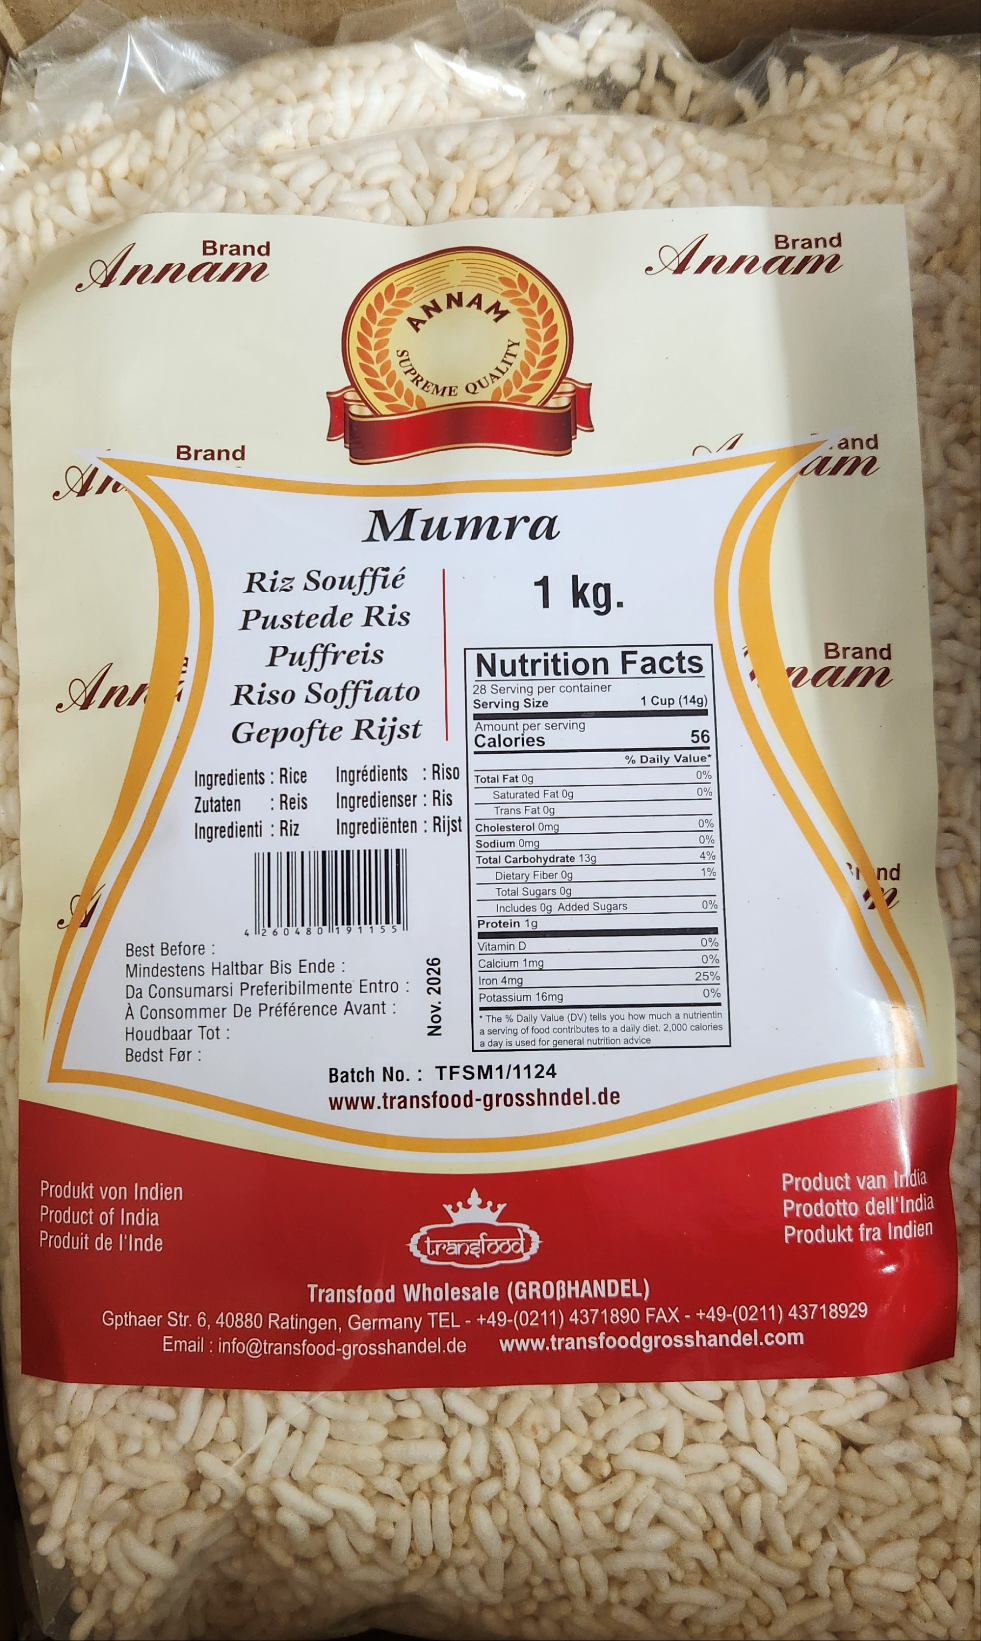 Brand
Annam
Brand
Annam
ANNAM
SUPREME QUALITY
Brand
Mumra
Riz Souffié
Pustede Ris
Puffreis
Riso Soffiato
Gepofte Rijst
1 kg.
Brand
Nutrition Facts
28 Serving per container
Serving Size 1 Cup (14g)
Amount per serving
Calories 56
% Daily Value*
Total Fat 0g 0%
Saturated Fat 0g 0%
Trans Fat 0g
Cholesterol 0mg 0%
Sodium 0mg 0%
Total Carbohydrate 13g 4%
Dietary Fiber 0g 1%
Total Sugars 0g
Includes 0g Added Sugars 0%
Protein 1g
Vitamin D 0%
Calcium 1mg 0%
Iron 4mg 25%
Potassium 16mg 0%
* The % Daily Value (DV) tells you how much a nutrientin
a serving of food contributes to a daily diet. 2,000 calories
a day is used for general nutrition advice
Ingredients : Rice Ingrédients : Riso
Zutaten : Reis Ingredienser : Ris
Ingredienti : Riz Ingrediënten : Rijst
4 260480 191155
Best Before :
Mindestens Haltbar Bis Ende :
Da Consumarsi Preferibilmente Entro :
À Consommer De Préférence Avant :
Houdbaar Tot :
Bedst Før :
Nov. 2026
Batch No. : TFSM1/1124
www.transfood-grosshndel.de
Produkt von Indien
Product of India
Produit de l'Inde
Product van India
Prodotto dell'India
Produkt fra Indien
transfood
Transfood Wholesale (GROßHANDEL)
Gpthaer Str. 6, 40880 Ratingen, Germany TEL - +49-(0211) 4371890 FAX - +49-(0211) 43718929
Email : info@transfood-grosshandel.de www.transfoodgrosshandel.com